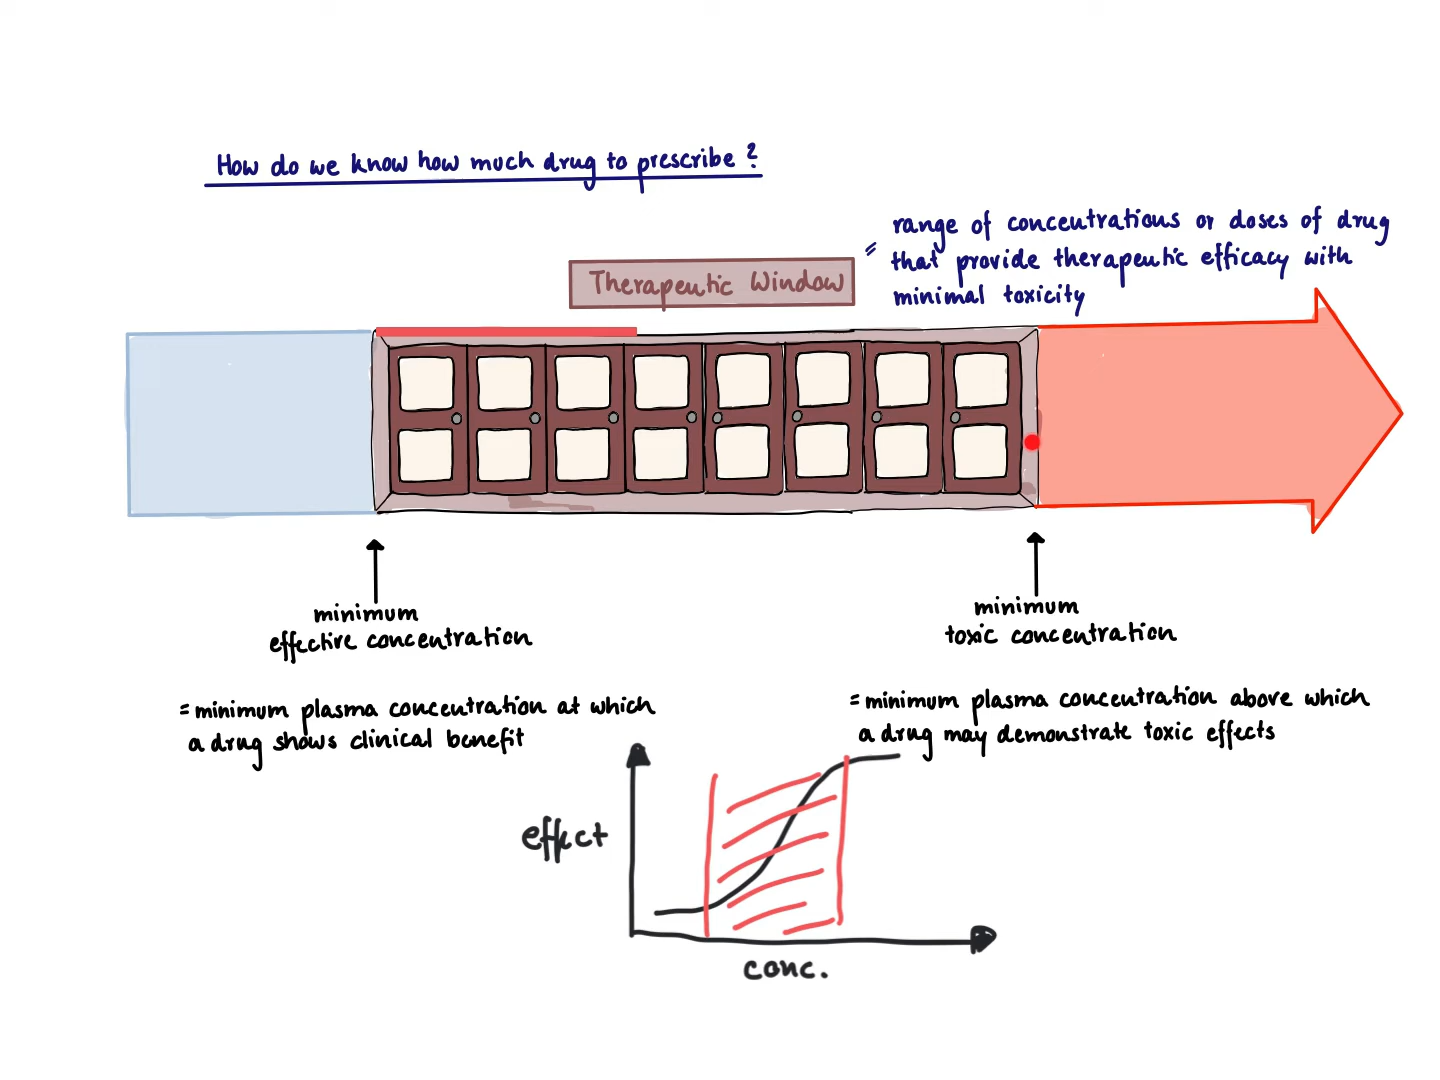 How do we know how much drug to prescribe?
Therapeutic Window
= range of concentrations or doses of drug
that provide therapeutic efficacy with
minimal toxicity
minimum
effective concentration
= minimum plasma concentration at which
a drug shows clinical benefit
minimum
toxic concentration
= minimum plasma concentration above which
a drug may demonstrate toxic effects
effect
conc.